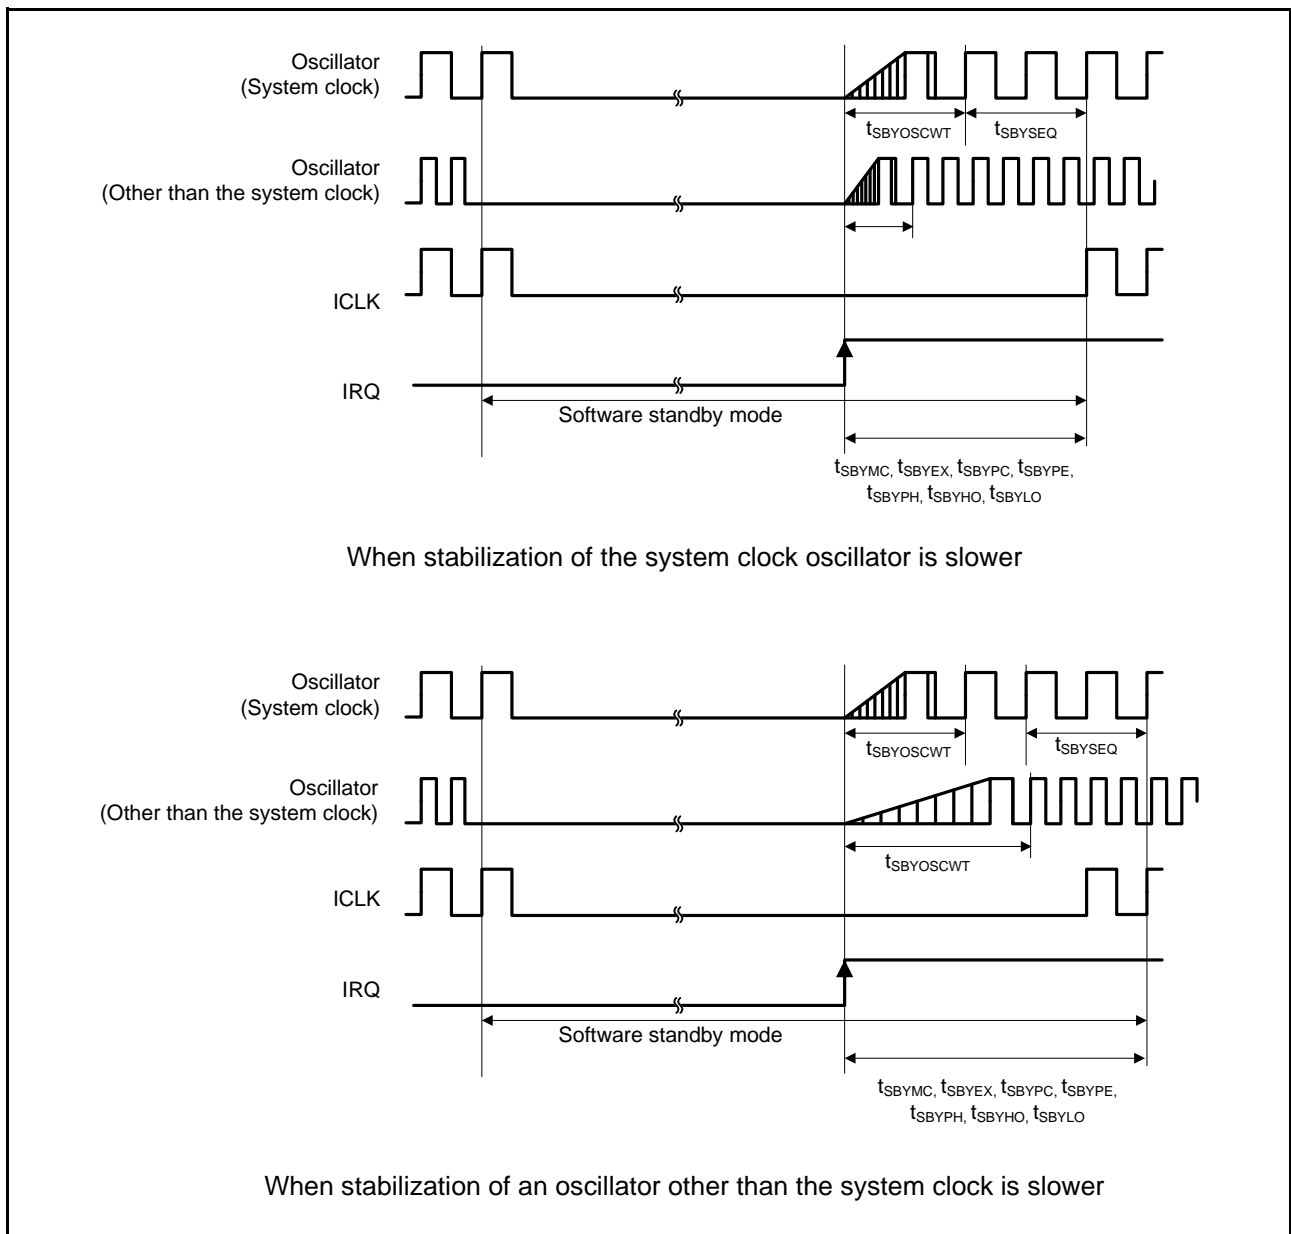 Oscillator
(System clock)
tSBYOSCWT tSBYSEQ
Oscillator
(Other than the system clock)
ICLK
IRQ
Software standby mode
tSBYMC, tSBYEX, tSBYPC, tSBYPE,
tSBYPH, tSBYHO, tSBYLO
When stabilization of the system clock oscillator is slower
Oscillator
(System clock)
tSBYOSCWT tSBYSEQ
Oscillator
(Other than the system clock)
tSBYOSCWT
ICLK
IRQ
Software standby mode
tSBYMC, tSBYEX, tSBYPC, tSBYPE,
tSBYPH, tSBYHO, tSBYLO
When stabilization of an oscillator other than the system clock is slower